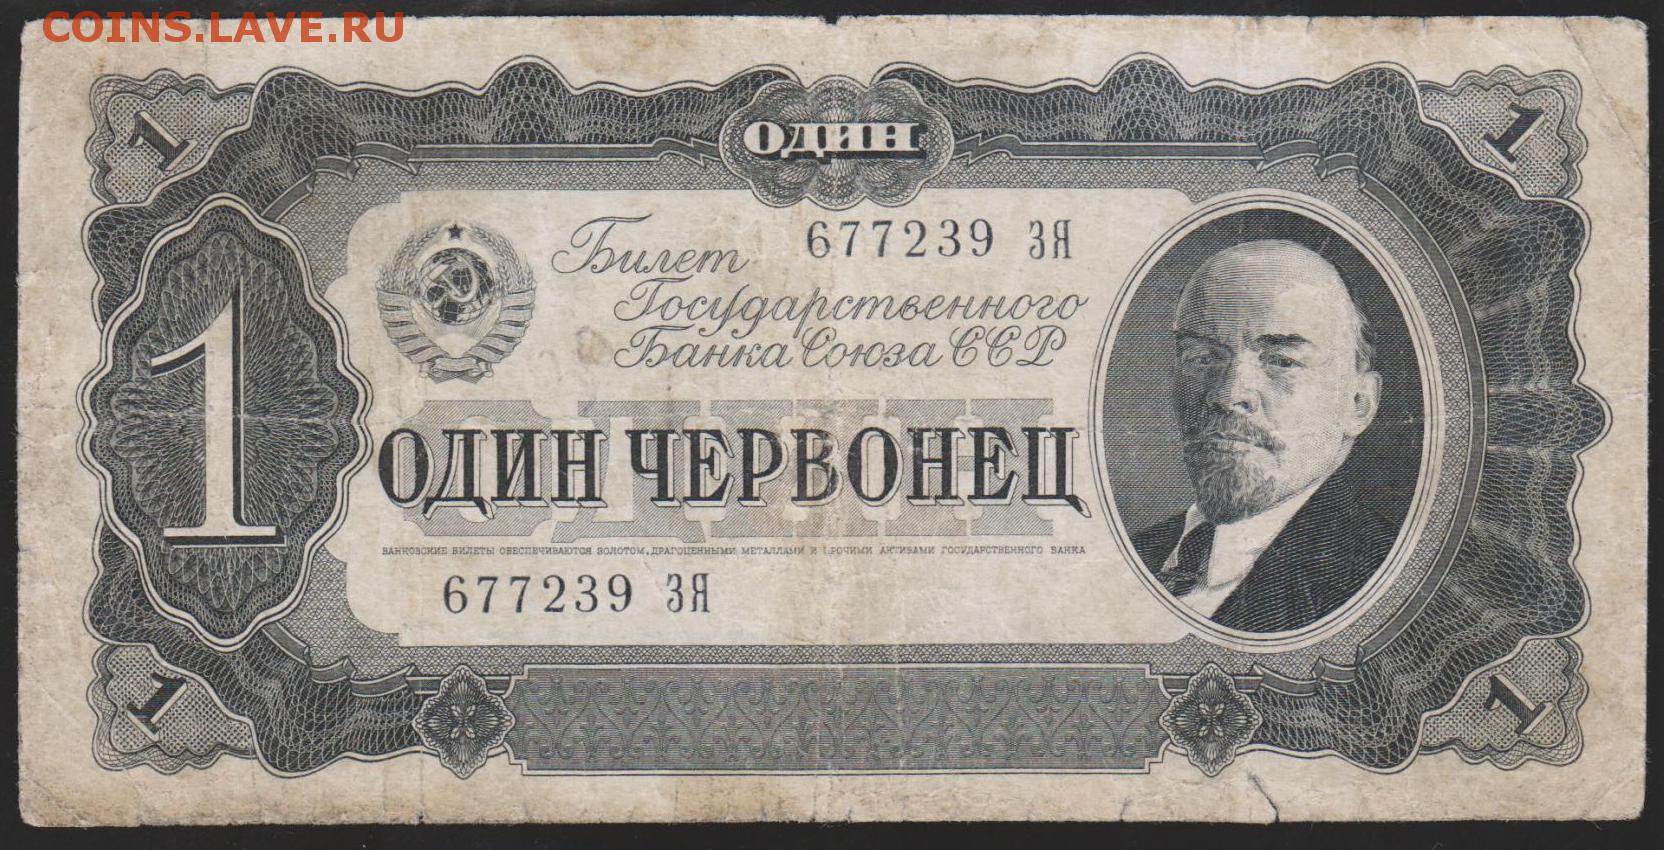 COINS.LAVE.RU
1 ОДИН 1
Билет 677239 ЗЯ
Государственного
Банка Союза ССР
1
ОДИН
ОДИН ЧЕРВОНЕЦ
БАНКОВСКИЕ БИЛЕТЫ ОБЕСПЕЧИВАЮТСЯ ЗОЛОТОМ, ДРАГОЦЕННЫМИ МЕТАЛЛАМИ И ПРОЧИМИ АКТИВАМИ ГОСУДАРСТВЕННОГО БАНКА
677239 ЗЯ
1 1